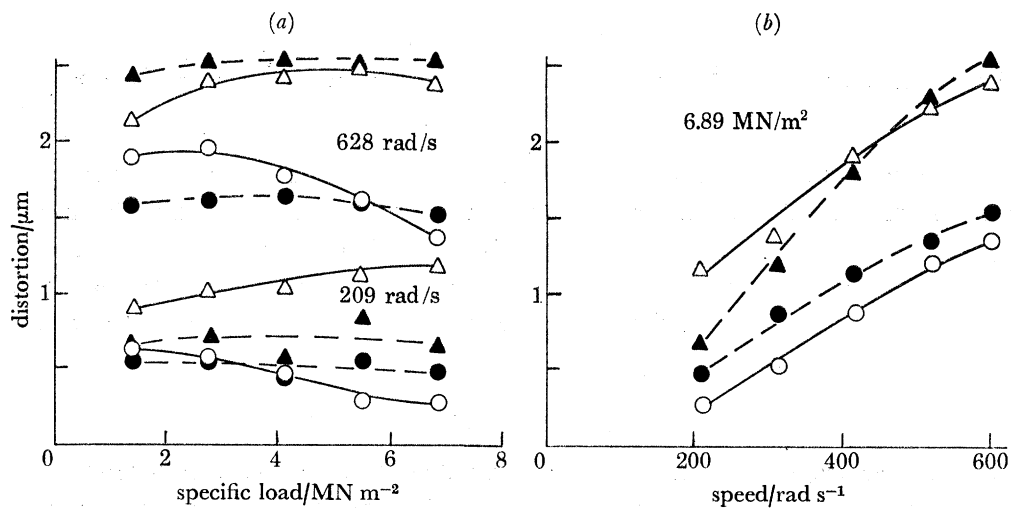 (a)
(b)
distortion/μm
2
1
628 rad/s
209 rad/s
0
2
4
6
8
specific load/MN m⁻²
6.89 MN/m²
2
1
0
200
400
600
speed/rad s⁻¹